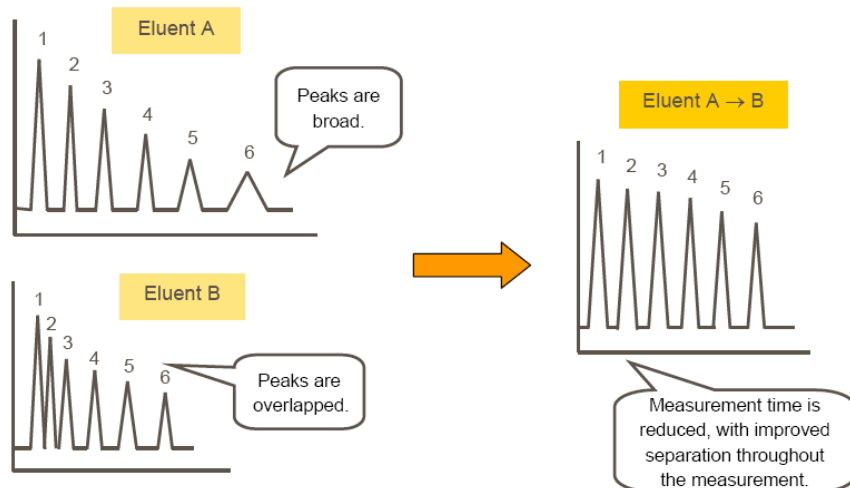 Eluent A
1
2
3
4
5
6
Peaks are
broad.
Eluent B
1
2
3
4
5
6
Peaks are
overlapped.
Eluent A → B
1
2
3
4
5
6
Measurement time is
reduced, with improved
separation throughout
the measurement.